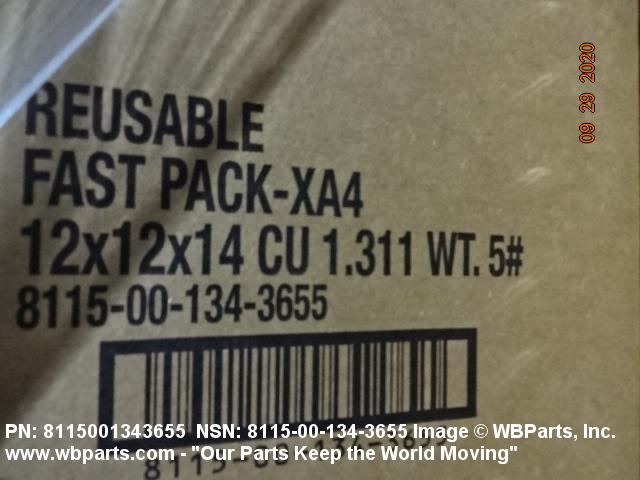 09 29 2020
REUSABLE
FAST PACK-XA4
12x12x14 CU 1.311 WT. 5#
8115-00-134-3655
PN: 8115001343655 NSN: 8115-00-134-3655 Image © WBParts, Inc.
www.wbparts.com - "Our Parts Keep the World Moving"